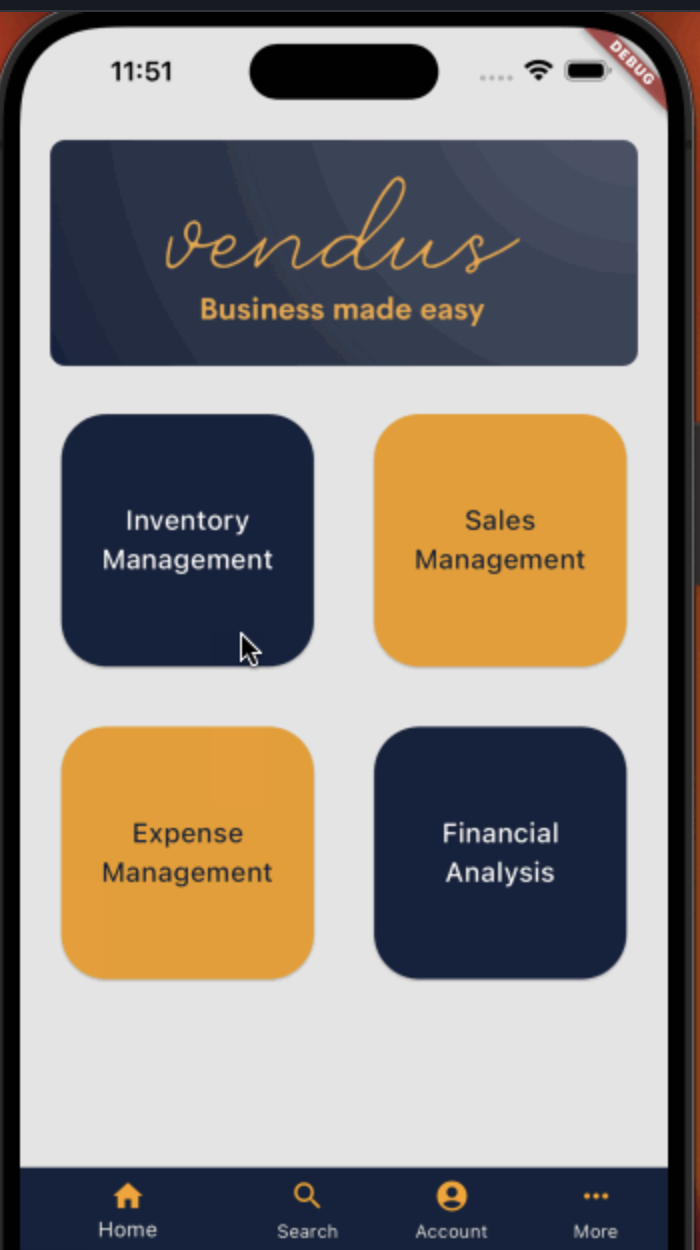 11:51
DEBUG
vendus
Business made easy
Inventory
Management
Sales
Management
Expense
Management
Financial
Analysis
Home
Search
Account
More